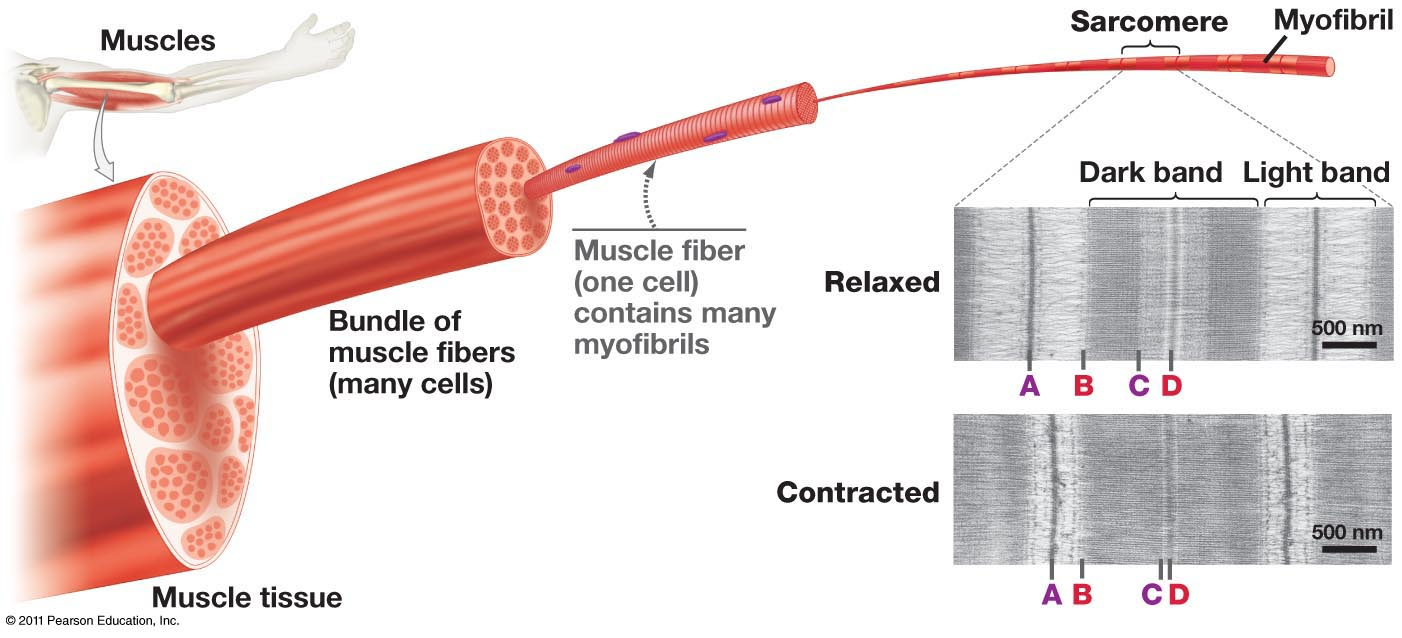 Muscles
Sarcomere
Myofibril
Dark band
Light band
Muscle fiber
(one cell)
contains many
myofibrils
Relaxed
500 nm
Bundle of
muscle fibers
(many cells)
A B C D
Contracted
500 nm
A B C D
Muscle tissue
© 2011 Pearson Education, Inc.